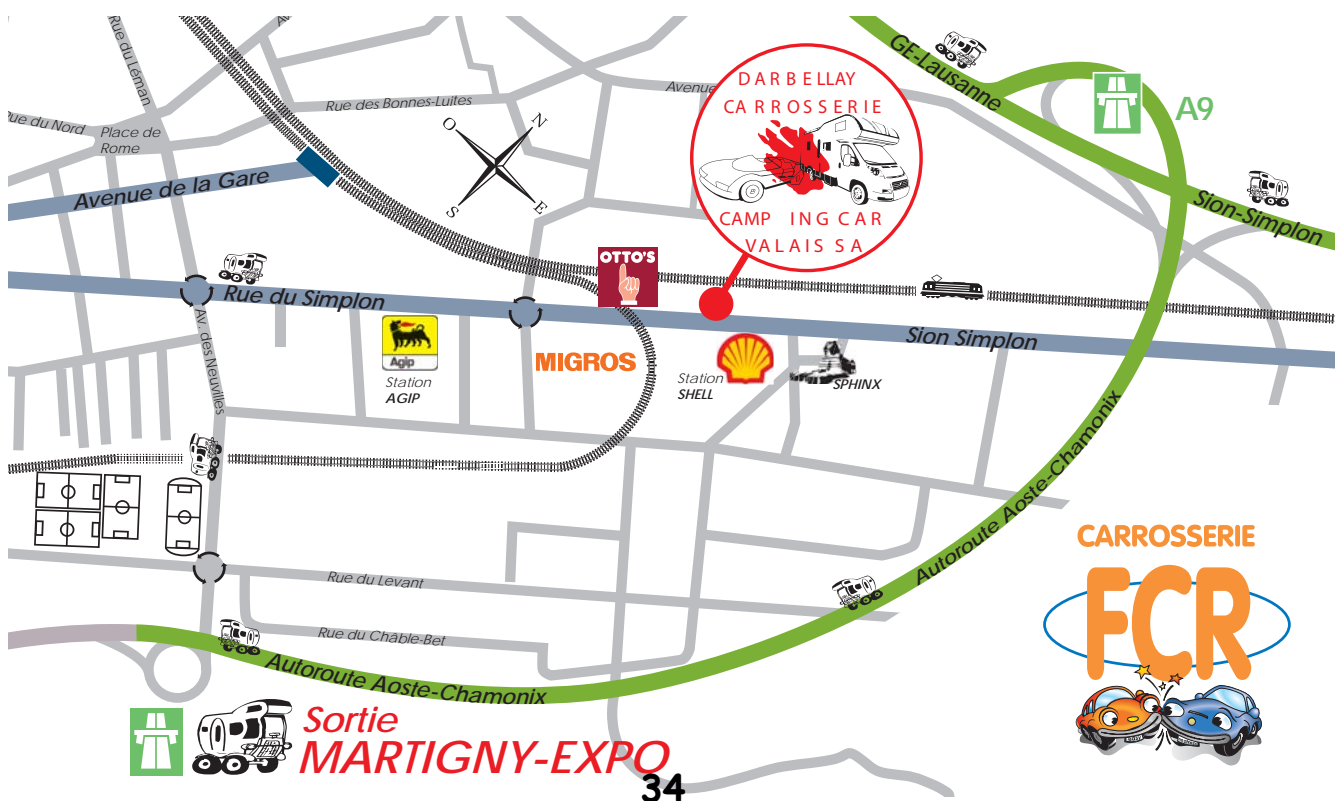 Rue du Léman
GE-Lausanne
DARBELLAY
CARROSSERIE
CAMP ING CAR
VALAIS SA
Avenue
A9
Rue des Bonnes-Luites
Place de
Rome
O
N
S
E
Avenue de la Gare
Sion-Simplon
OTTO'S
Rue du Simplon
Sion Simplon
Av. des Neuvilles
Agip
Station
AGIP
MIGROS
Station
SHELL
SPHINX
Autoroute Aoste-Chamonix
CARROSSERIE
FCR
Rue du Levant
Rue du Châble-Bet
Autoroute Aoste-Chamonix
Sortie
MARTIGNY-EXPO
34